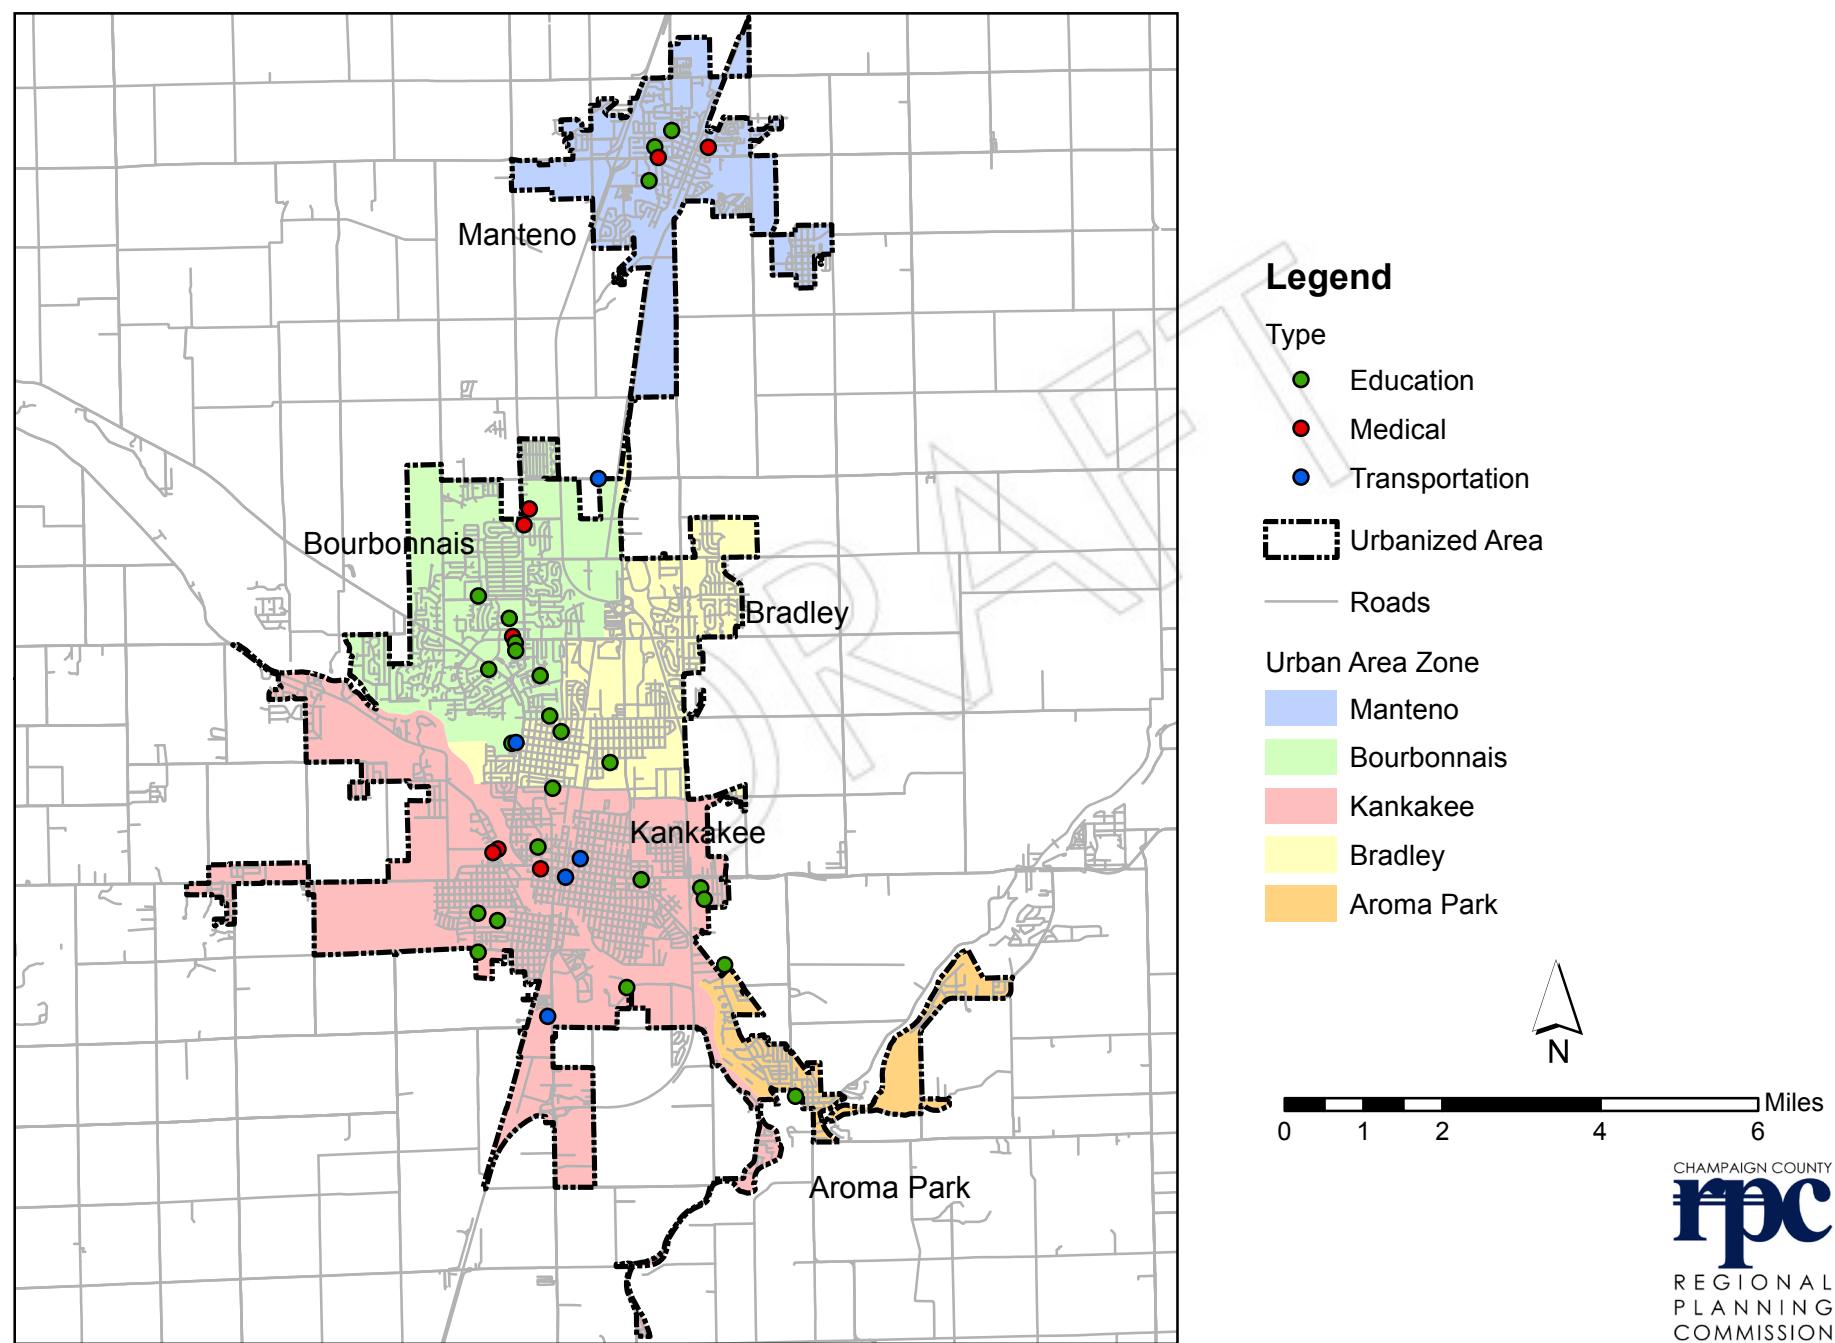 Manteno
Bourbonnais
Bradley
Kankakee
Aroma Park
DRAFT
Legend
Type
Education
Medical
Transportation
Urbanized Area
Roads
Urban Area Zone
Manteno
Bourbonnais
Kankakee
Bradley
Aroma Park
N
Miles
0 1 2 4 6
CHAMPAIGN COUNTY
rpc
REGIONAL
PLANNING
COMMISSION